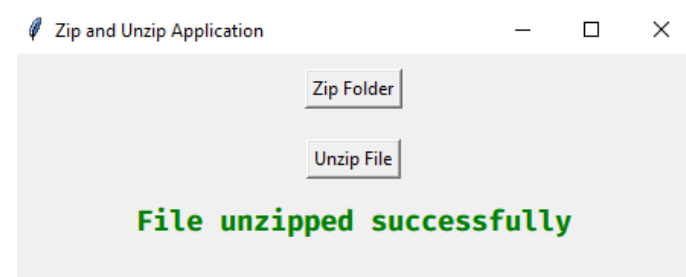 Zip and Unzip Application
Zip Folder
Unzip File
File unzipped successfully